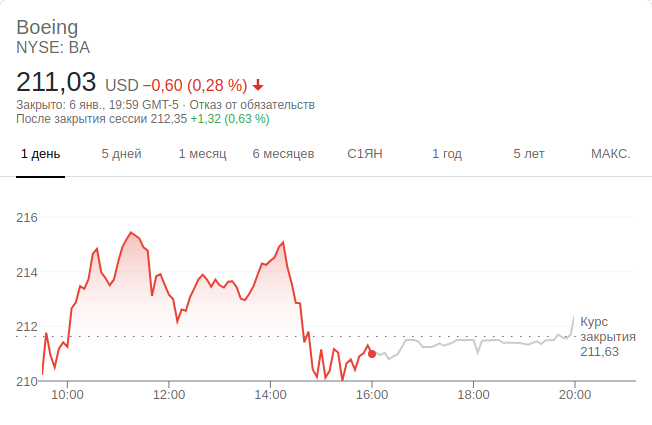 Boeing
NYSE: BA
211,03 USD −0,60 (0,28 %)
Закрыто: 6 янв., 19:59 GMT-5 · Отказ от обязательств
После закрытия сессии 212,35 +1,32 (0,63 %)
1 день 5 дней 1 месяц 6 месяцев С1ЯН 1 год 5 лет МАКС.
216
214
212
210
Курс
закрытия
211,63
10:00 12:00 14:00 16:00 18:00 20:00